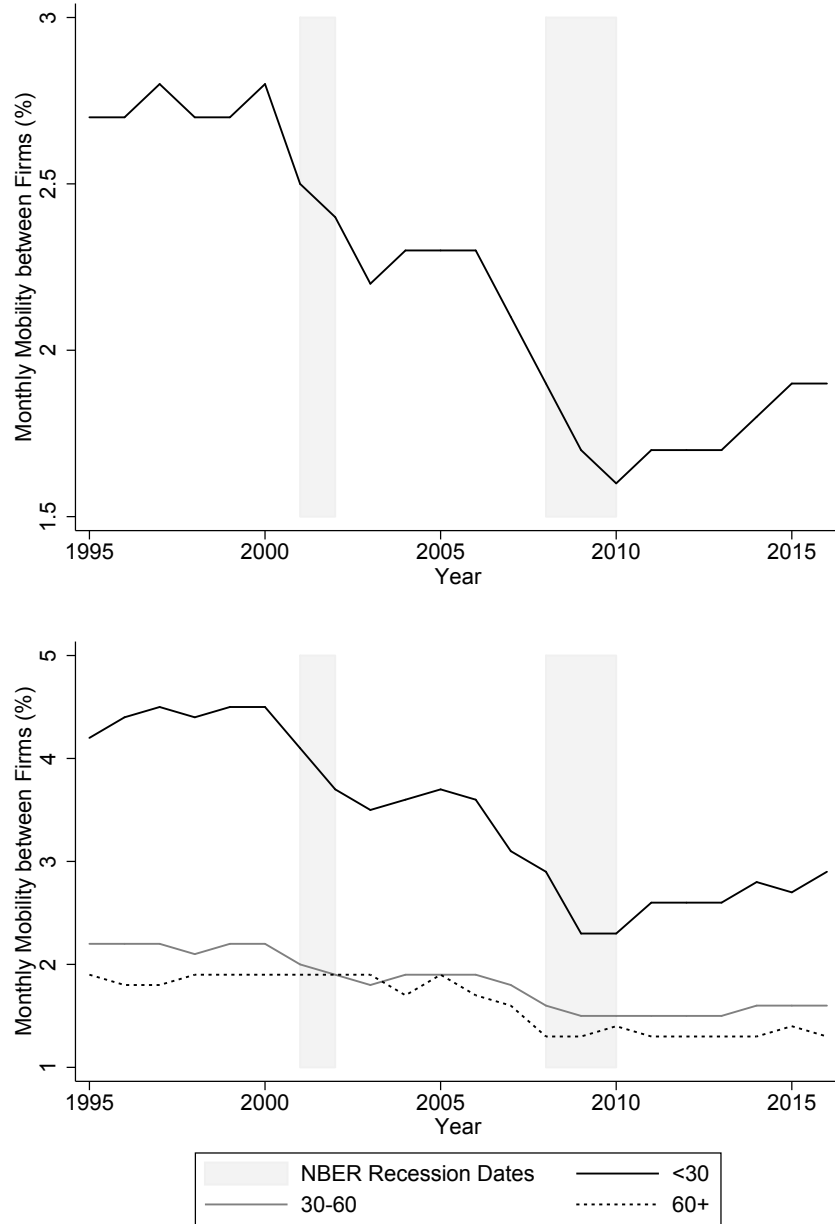 Monthly Mobility between Firms (%)
3
2.5
2
1.5
1995 2000 2005 2010 2015
Year
Monthly Mobility between Firms (%)
5
4
3
2
1
1995 2000 2005 2010 2015
Year
NBER Recession Dates <30
30-60 60+